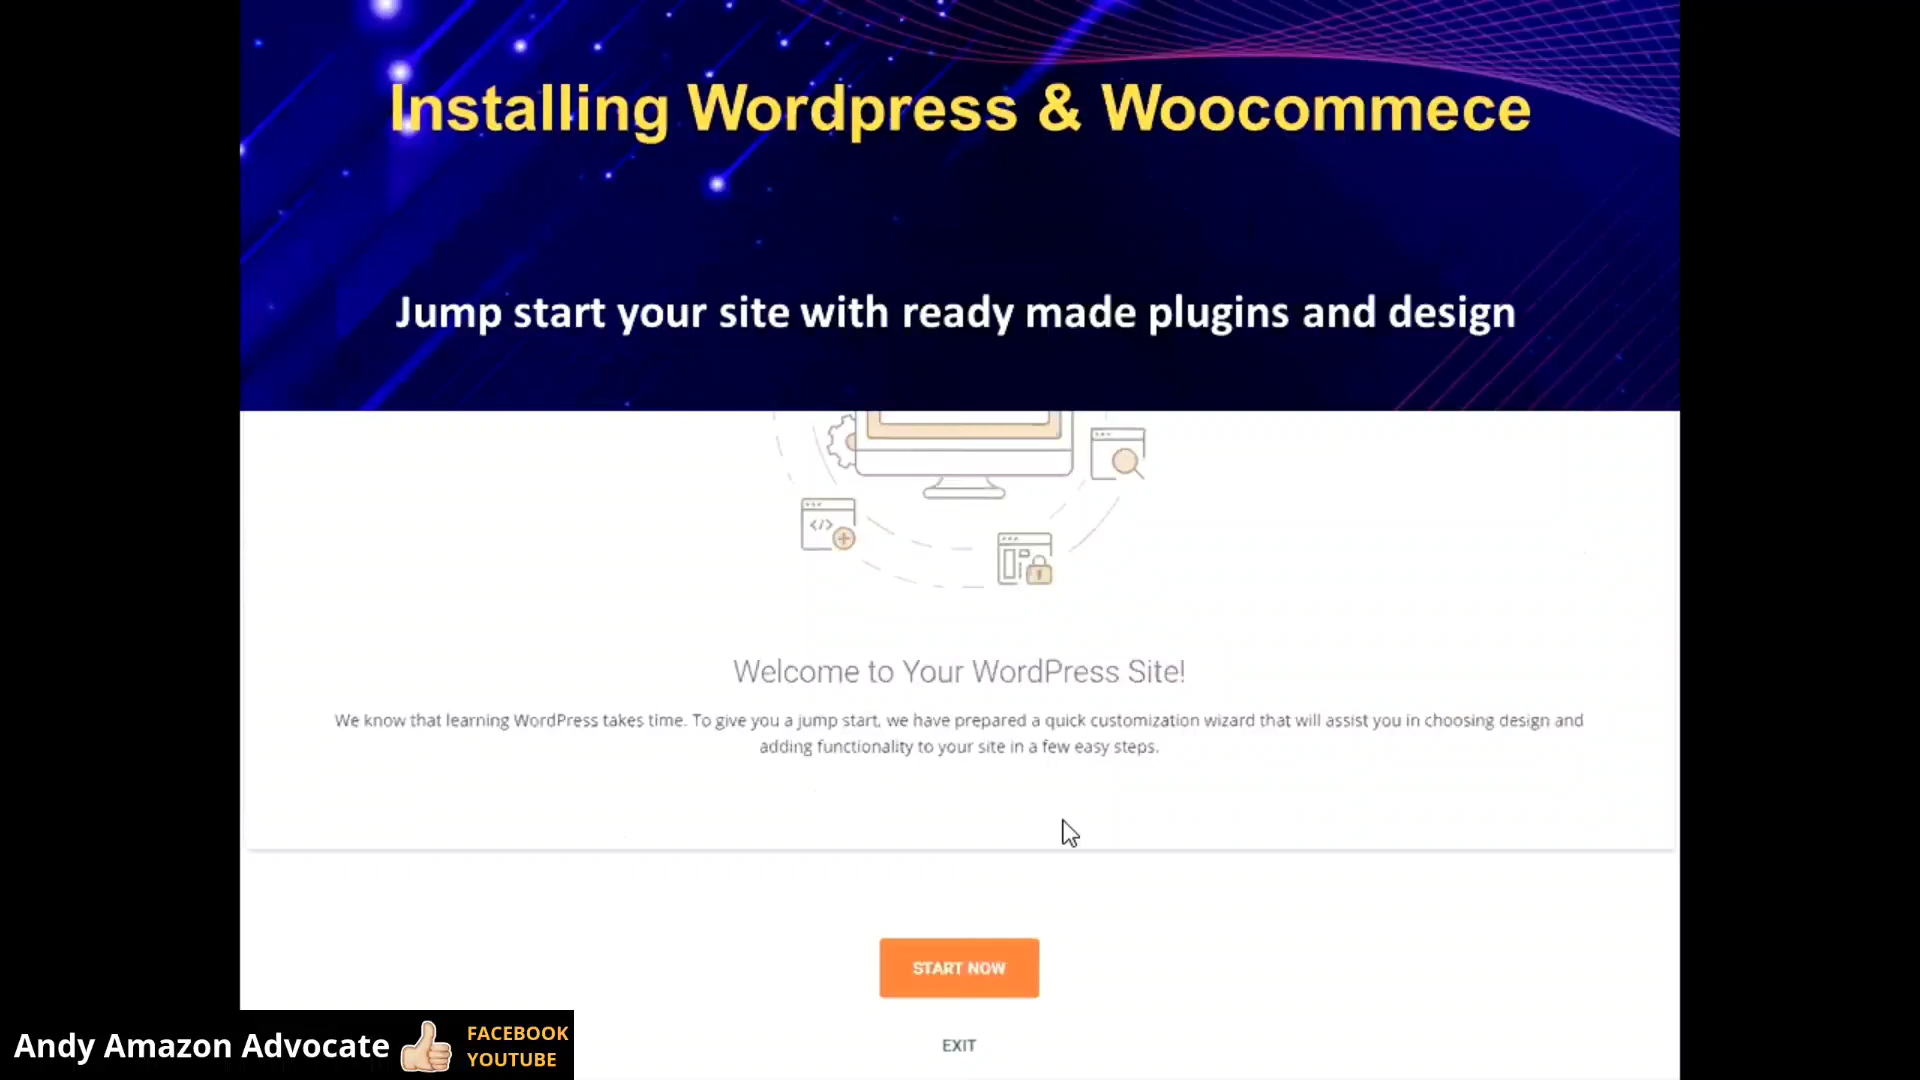 Installing Wordpress & Woocommece
Jump start your site with ready made plugins and design
</>
Welcome to Your WordPress Site!
We know that learning WordPress takes time. To give you a jump start, we have prepared a quick customization wizard that will assist you in choosing design and
adding functionality to your site in a few easy steps.
START NOW
EXIT
Andy Amazon Advocate
FACEBOOK
YOUTUBE